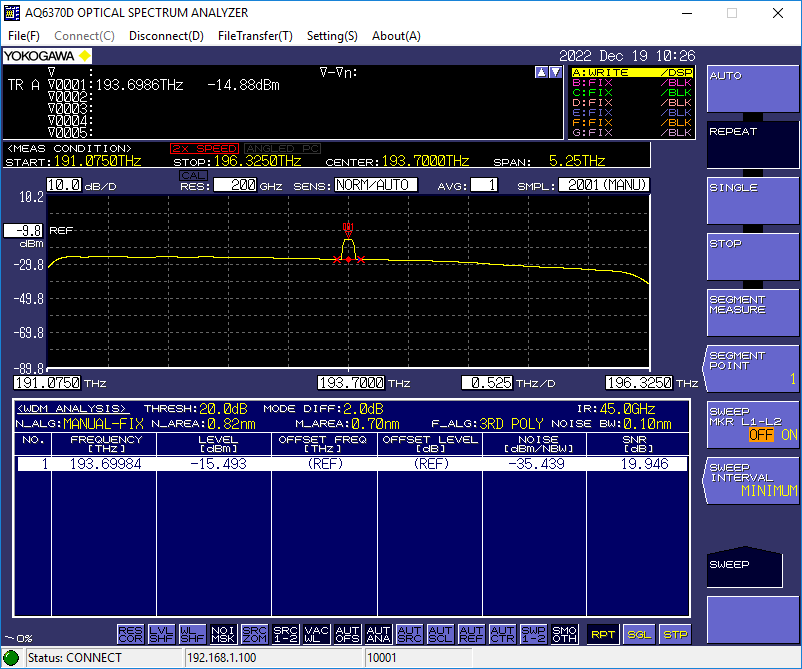 AQ6370D OPTICAL SPECTRUM ANALYZER
File(F) Connect(C) Disconnect(D) FileTransfer(T) Setting(S) About(A)
YOKOGAWA 2022 Dec 19 10:26
∇ : ∇-∇n:
TR A ∇0001:193.6986THz -14.88dBm
∇0002:
∇0003:
∇0004:
∇0005:
A:WRITE /DSP
B:FIX /BLK
C:FIX /BLK
D:FIX /BLK
E:FIX /BLK
F:FIX /BLK
G:FIX /BLK
<MEAS CONDITION> 2X SPEED ANGLED PC
START:191.0750THz STOP:196.3250THz CENTER:193.7000THz SPAN: 5.25THz
CAL
10.0 dB/D RES: 200 GHz SENS: NORM/AUTO AVG: 1 SMPL: 2001(MANU)
10.2
-9.8 REF
dBm
-29.8
-49.8
-69.8
-89.8
191.0750 THz 193.7000 THz 0.525 THz/D 196.3250 THz
<WDM ANALYSIS> THRESH:20.0dB MODE DIFF:2.0dB IR:45.0GHz
N_ALG:MANUAL-FIX N_AREA:0.82nm M_AREA:0.70nm F_ALG:3RD POLY NOISE BW:0.10nm
NO. FREQUENCY LEVEL OFFSET FREQ OFFSET LEVEL NOISE SNR
[THz] [dBm] [THz] [dB] [dBm/NBW] [dB]
1 193.69984 -15.493 (REF) (REF) -35.439 19.946
~0%
RES COR
LVL SHF
WL SHF
NOI MSK
SRC ZOM
SRC 1-2
VAC WL
AUT OFS
AUT ANA
AUT SRC
AUT SCL
AUT REF
AUT CTR
SWP 1-2
SMO OTH
RPT SGL STP
AUTO
REPEAT
SINGLE
STOP
SEGMENT
MEASURE
SEGMENT
POINT
1
SWEEP
MKR L1-L2
OFF ON
SWEEP
INTERVAL
MINIMUM
SWEEP
Status: CONNECT 192.168.1.100 10001